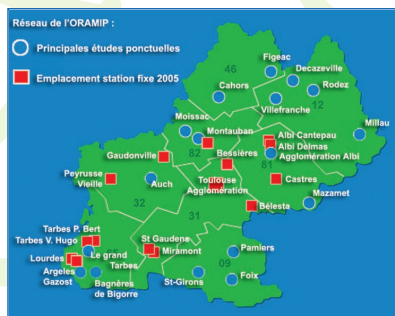 Réseau de l'ORAMIP :
Principales études ponctuelles
Emplacement station fixe 2005
Figeac
Decazeville
46
Cahors
Rodez
Villefranche
12
Moissac
Millau
Montauban
Albi Cantepau
Albi Delmas
Agglomération Albi
82
Gaudonville
Bessières
81
Peyrusse
Vieille
Auch
Toulouse
Agglomération
Castres
32
Mazamet
31
Bélesta
Tarbes P. Bert
Tarbes V. Hugo
St Gaudens
Miramont
Le grand
Tarbes
Lourdes
65
Pamiers
Argeles
Gazost
09
St-Girons
Foix
Bagnères
de Bigorre